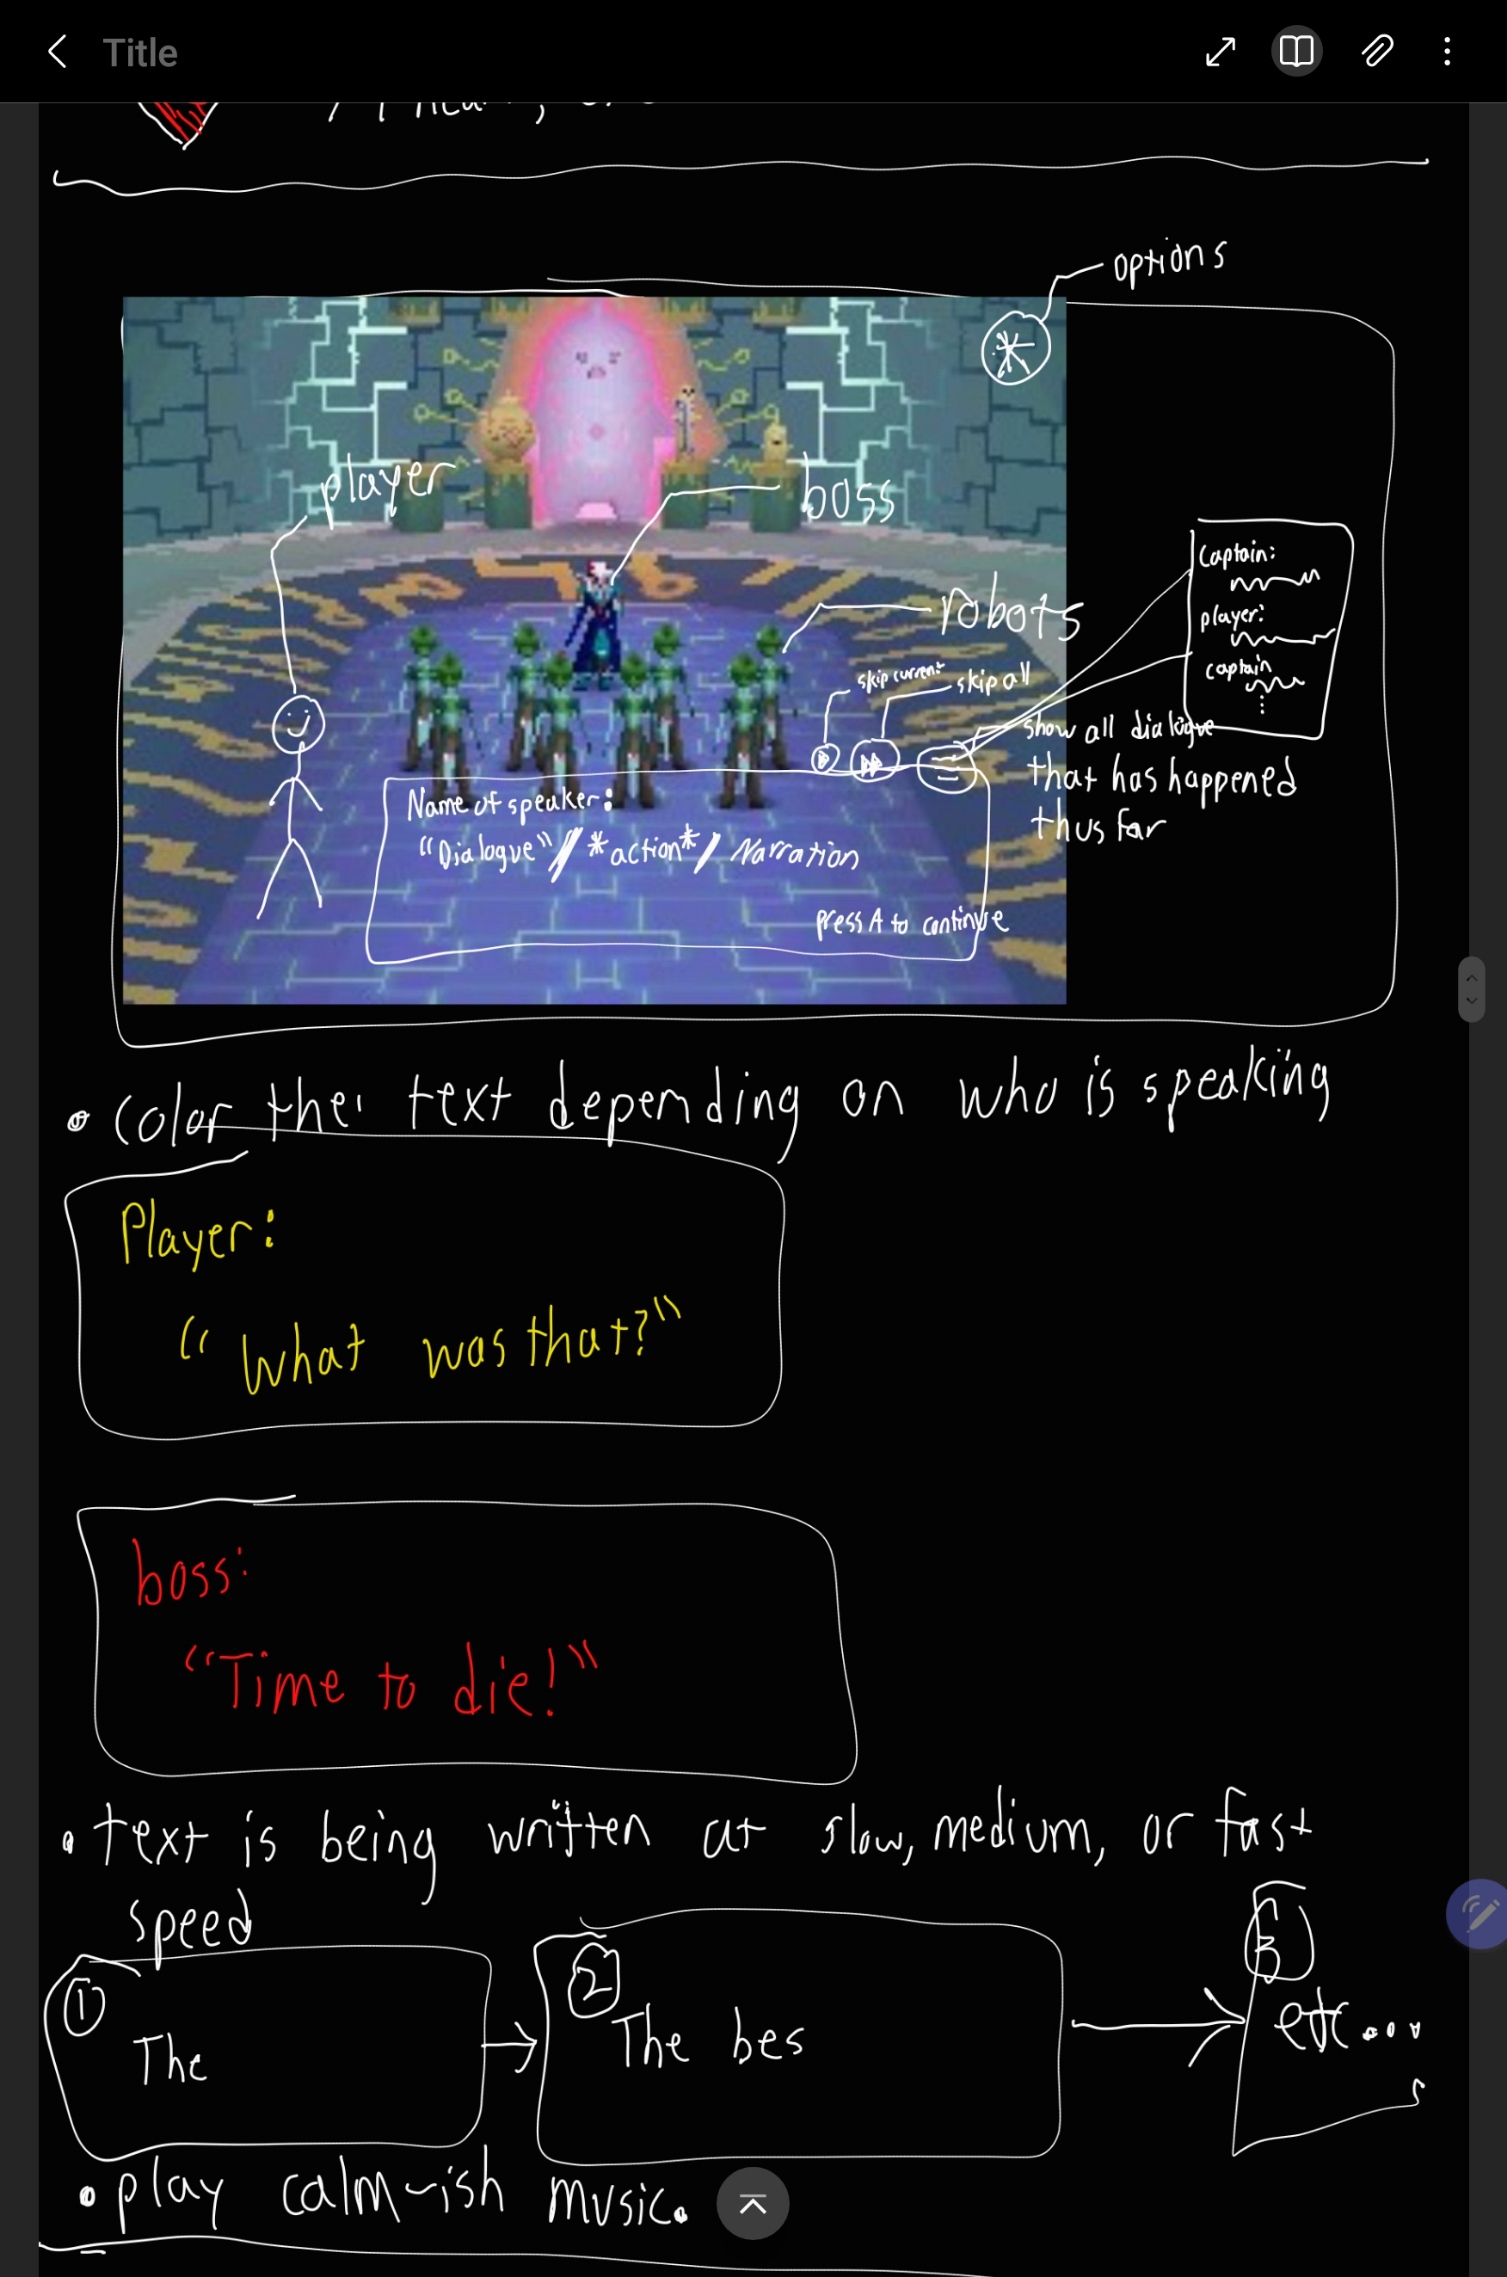 Title
options
player
boss
robots
skip current
skip all
Captain:
player:
captain
show all dialogue
that has happened
thus far
Name of speaker:
"Dialogue" / *action* / Narration
press A to continue
• color the text depending on who is speaking
Player:
"What was that?"
boss:
"Time to die!"
• text is being written at slow, medium, or fast
speed
① ② 3
The → The bes → etc...
• play calm-ish music.